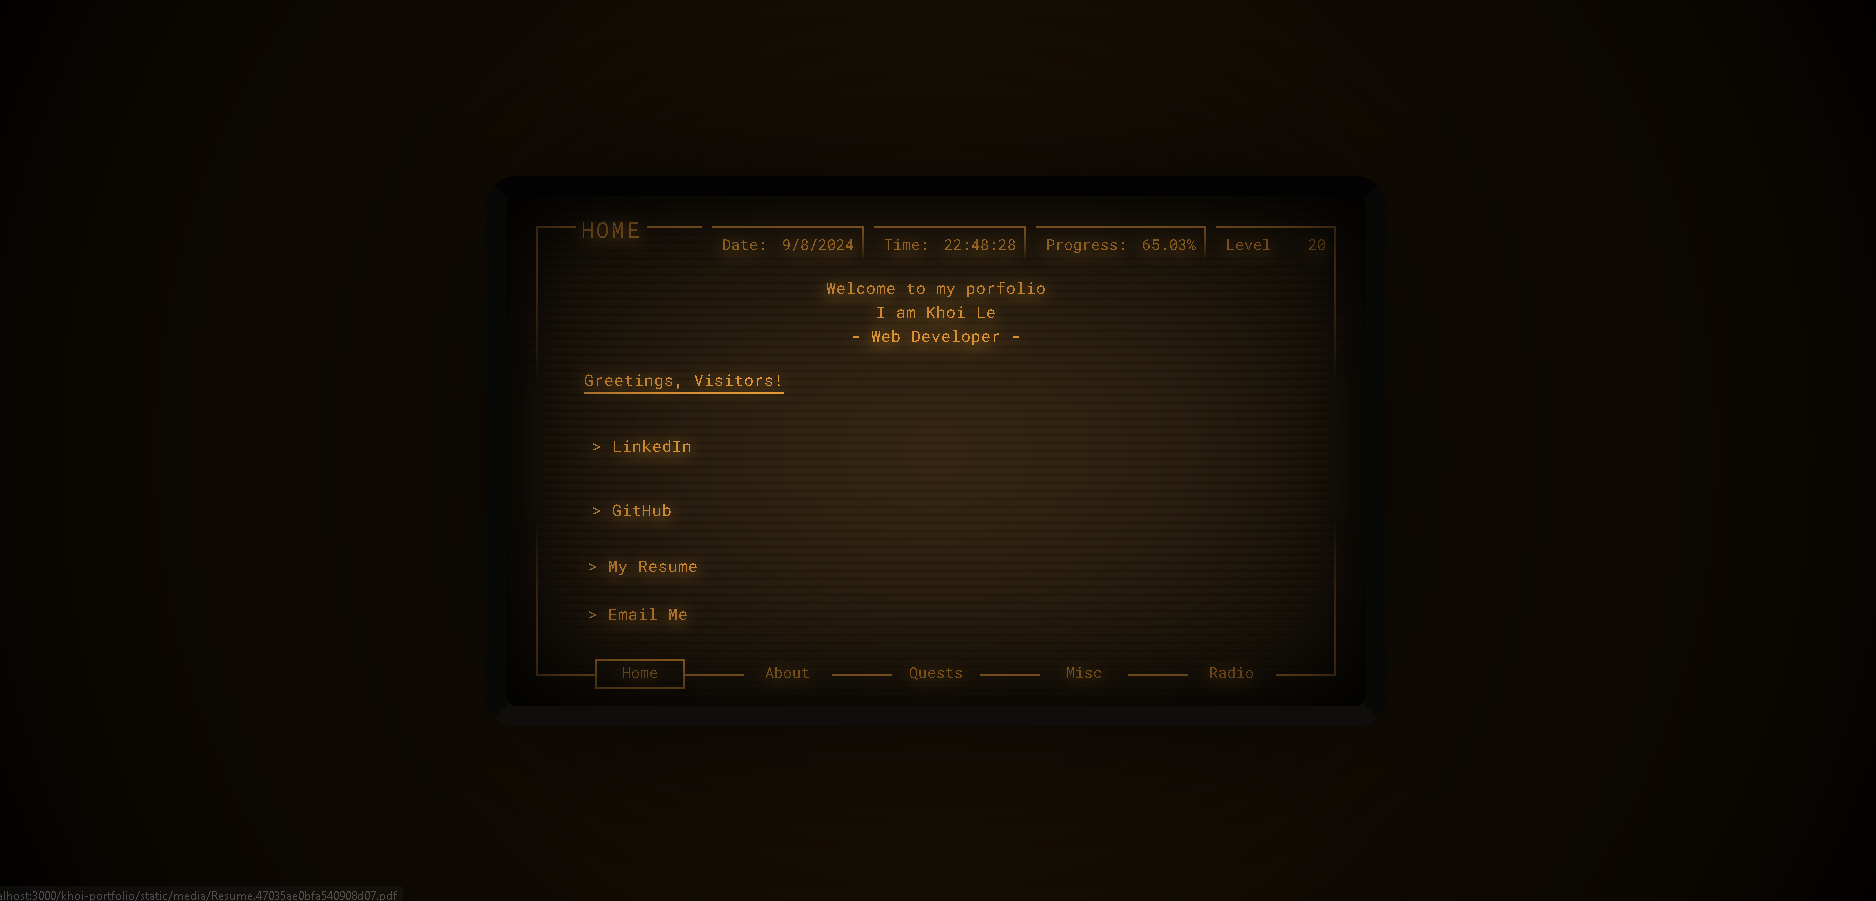 HOME
Date: 9/8/2024 Time: 22:48:28 Progress: 65.03% Level 20
Welcome to my porfolio
I am Khoi Le
- Web Developer -
Greetings, Visitors!
> LinkedIn
> GitHub
> My Resume
> Email Me
Home About Quests Misc Radio
alhost:3000/khoi-portfolio/static/media/Resume.47035ae0bfa540908d07.pdf